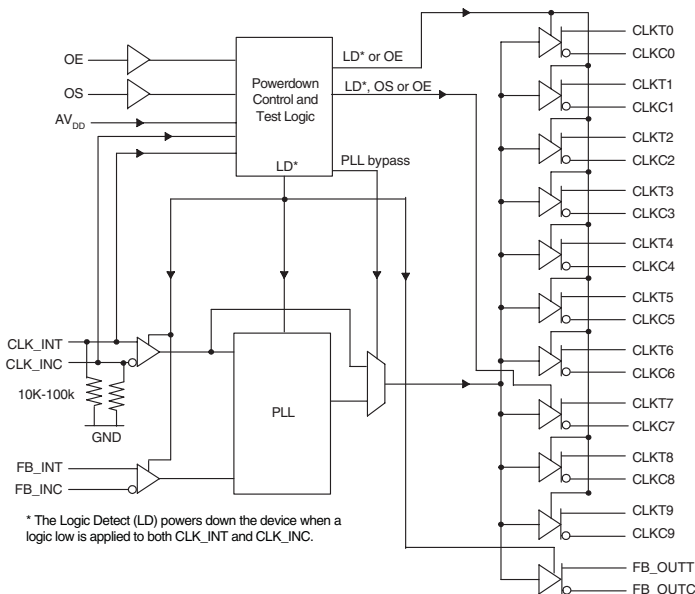 OE
OS
AVDD
Powerdown
Control and
Test Logic
LD*
LD* or OE
LD*, OS or OE
PLL bypass
CLK_INT
CLK_INC
10K-100k
GND
FB_INT
FB_INC
PLL
* The Logic Detect (LD) powers down the device when a
logic low is applied to both CLK_INT and CLK_INC.
CLKT0
CLKC0
CLKT1
CLKC1
CLKT2
CLKC2
CLKT3
CLKC3
CLKT4
CLKC4
CLKT5
CLKC5
CLKT6
CLKC6
CLKT7
CLKC7
CLKT8
CLKC8
CLKT9
CLKC9
FB_OUTT
FB_OUTC